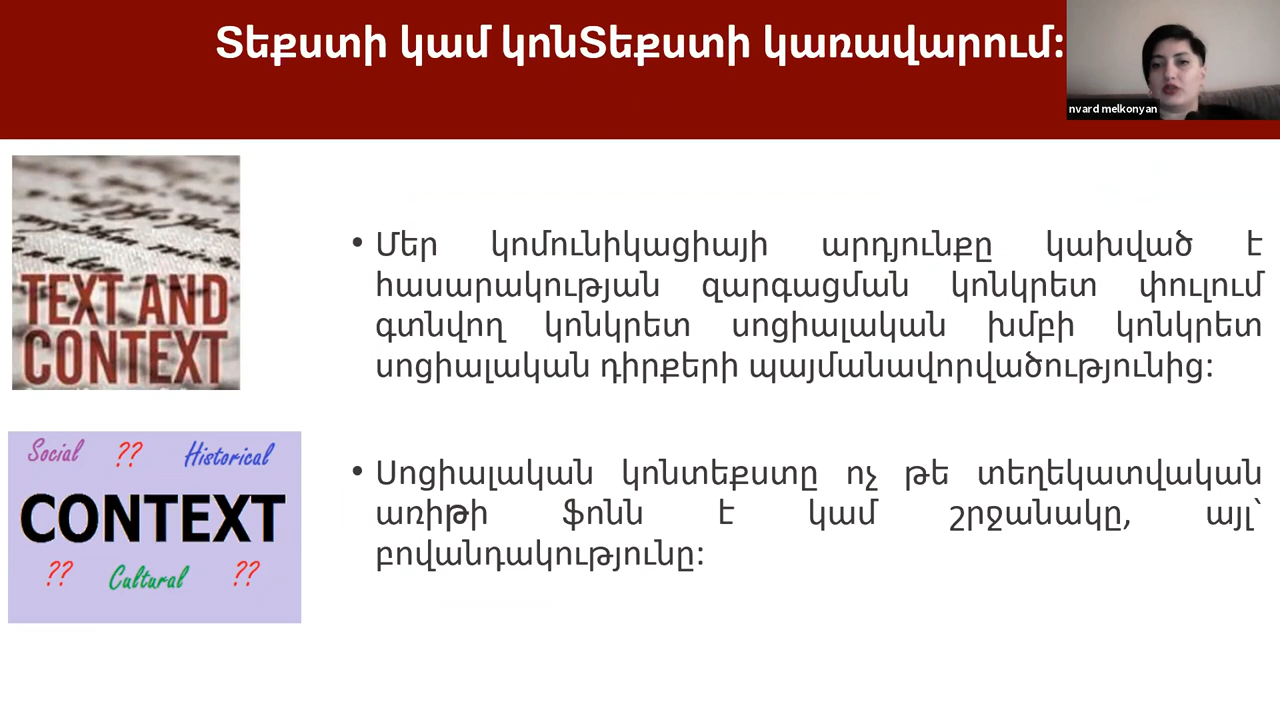 Տեքստի կամ կոնՏեքստի կառավարում:
nvard melkonyan
TEXT AND
CONTEXT
• Մեր կոմունիկացիայի արդյունքը կախված է
հասարակության զարգացման կոնկրետ փուլում
գտնվող կոնկրետ սոցիալական խմբի կոնկրետ
սոցիալական դիրքերի պայմանավորվածությունից:
Social ?? Historical
CONTEXT
?? Cultural ??
• Սոցիալական կոնտեքստը ոչ թե տեղեկատվական
առիթի ֆոնն է կամ շրջանակը, այլ՝
բովանդակությունը: